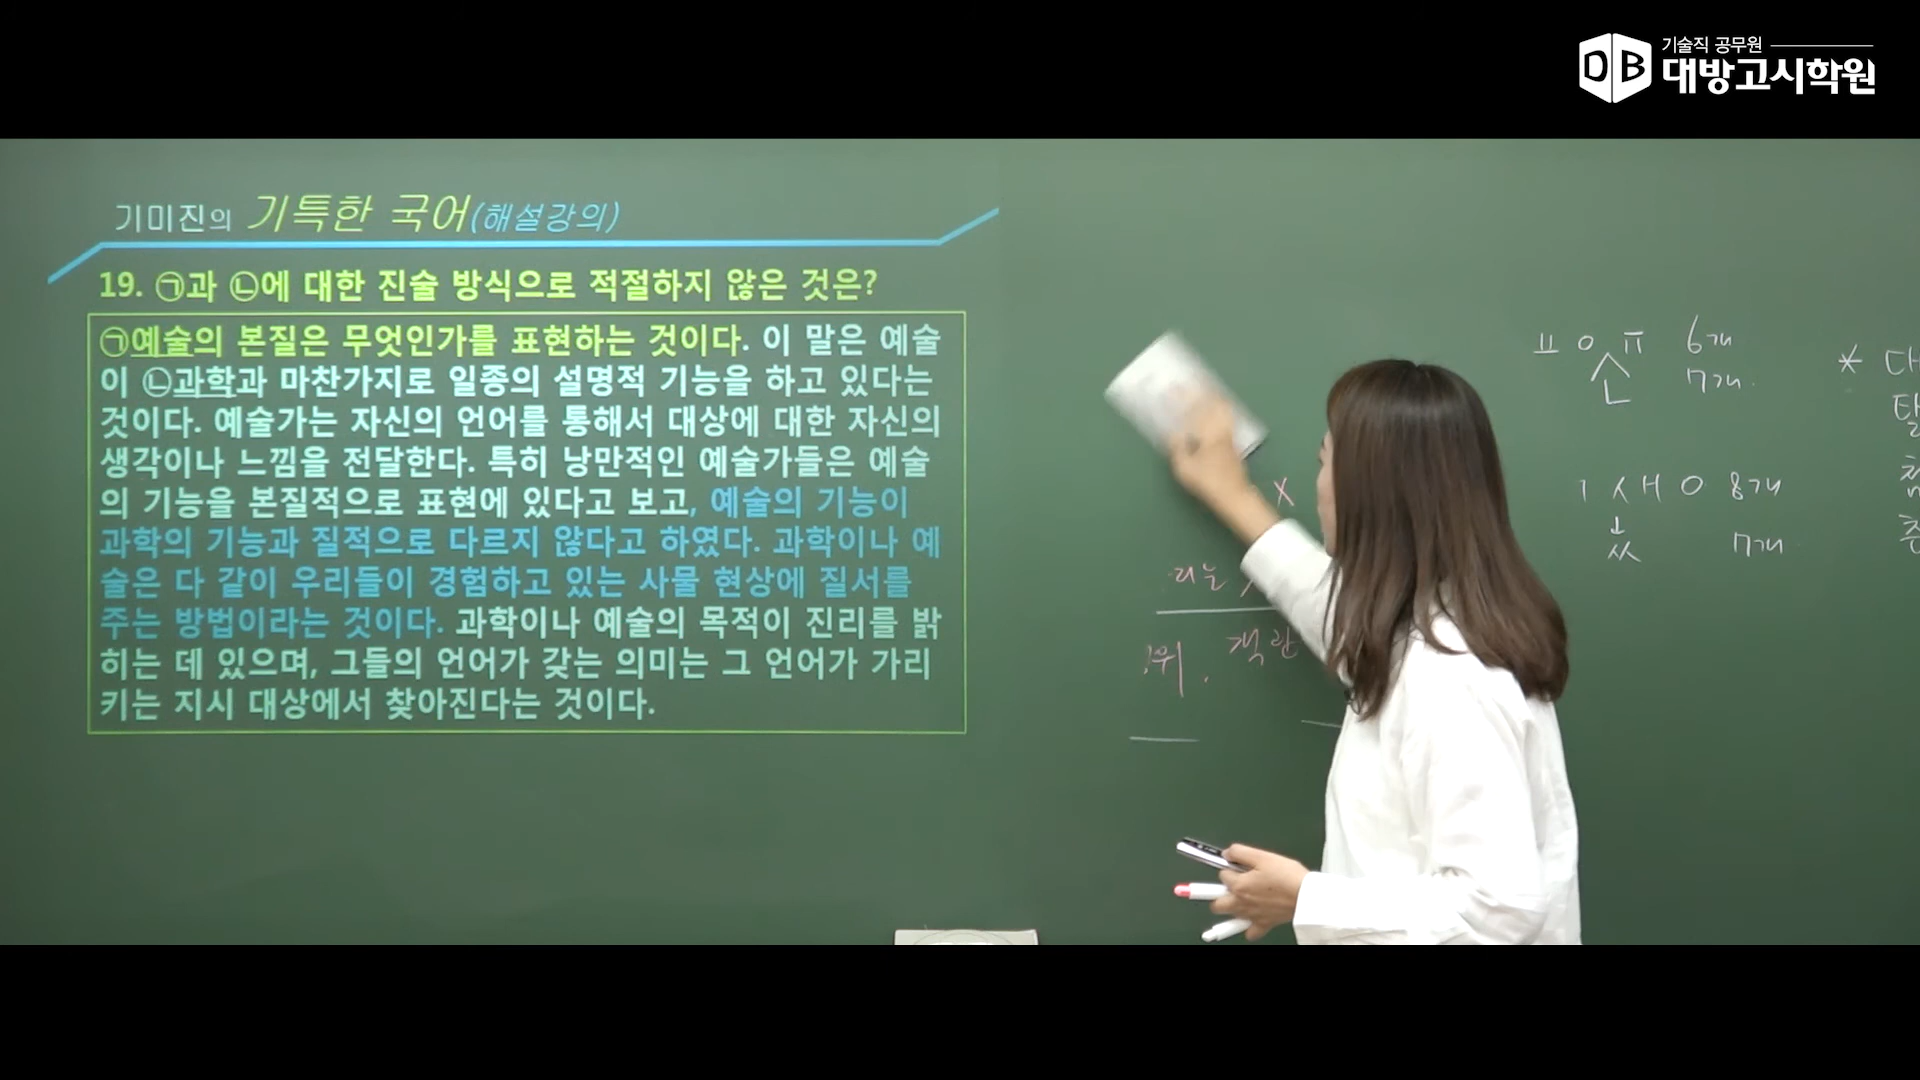 기술직 공무원
DB 대방고시학원
기미진의 기특한 국어(해설강의)
19. ㉠과 ㉡에 대한 진술 방식으로 적절하지 않은 것은?
㉠예술의 본질은 무엇인가를 표현하는 것이다. 이 말은 예술
이 ㉡과학과 마찬가지로 일종의 설명적 기능을 하고 있다는
것이다. 예술가는 자신의 언어를 통해서 대상에 대한 자신의
생각이나 느낌을 전달한다. 특히 낭만적인 예술가들은 예술
의 기능을 본질적으로 표현에 있다고 보고, 예술의 기능이
과학의 기능과 질적으로 다르지 않다고 하였다. 과학이나 예
술은 다 같이 우리들이 경험하고 있는 사물 현상에 질서를
주는 방법이라는 것이다. 과학이나 예술의 목적이 진리를 밝
히는 데 있으며, 그들의 언어가 갖는 의미는 그 언어가 가리
키는 지시 대상에서 찾아진다는 것이다.
X
리는
위. 객관
ㅛ ㅇ ㅠ 6개
7개.
ㅣ ㅅㅐ ㅇ 8개
7개